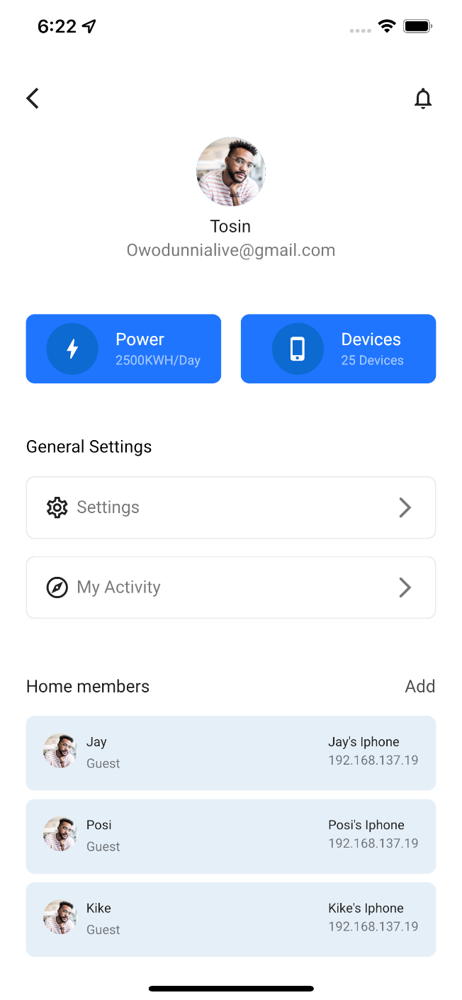 6:22
Tosin
Owodunnialive@gmail.com
Power
2500KWH/Day
Devices
25 Devices
General Settings
Settings
My Activity
Home members Add
Jay Jay's Iphone
Guest 192.168.137.19
Posi Posi's Iphone
Guest 192.168.137.19
Kike Kike's Iphone
Guest 192.168.137.19